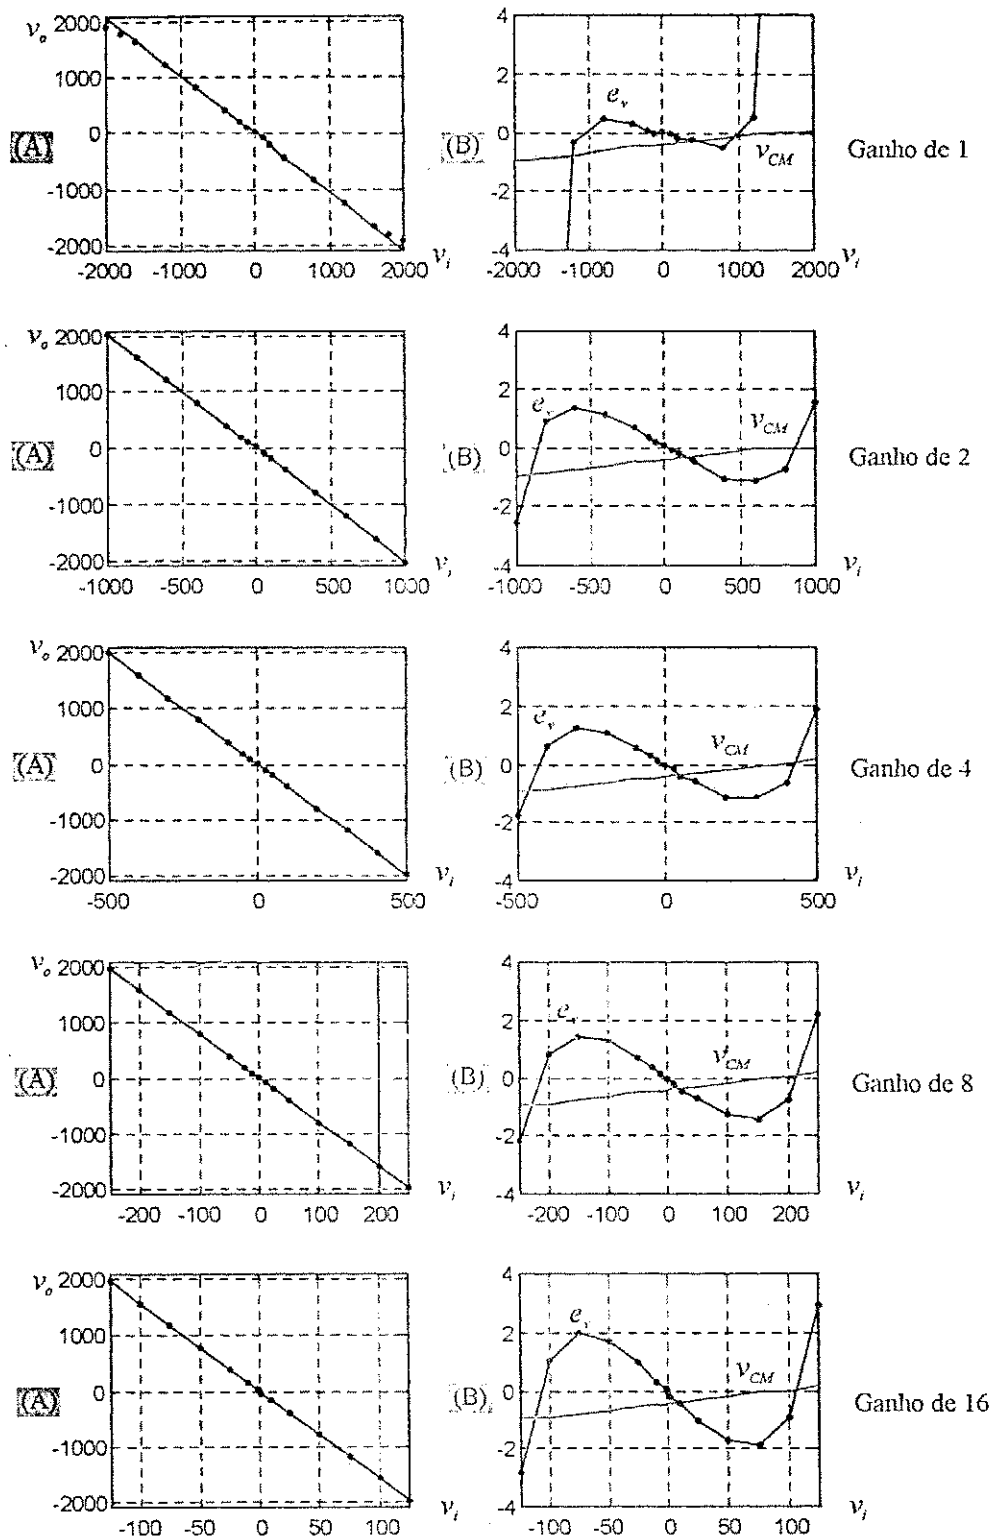 v_o 2000
1000
(A) 0
-1000
-2000
-2000 -1000 0 1000 2000 v_i
4
2
e_v
(B) 0
v_CM
-2
-4
-2000 -1000 0 1000 2000 v_i
Ganho de 1
v_o 2000
1000
(A) 0
-1000
-2000
-1000 -500 0 500 1000 v_i
4
2
e_v
v_CM
(B) 0
-2
-4
-1000 -500 0 500 1000 v_i
Ganho de 2
v_o 2000
1000
(A) 0
-1000
-2000
-500 0 500 v_i
4
2
e_v
v_CM
(B) 0
-2
-4
-500 0 500 v_i
Ganho de 4
v_o 2000
1000
(A) 0
-1000
-2000
-200 -100 0 100 200 v_i
4
2
e_v
v_CM
(B) 0
-2
-4
-200 -100 0 100 200 v_i
Ganho de 8
v_o 2000
1000
(A) 0
-1000
-2000
-100 -50 0 50 100 v_i
4
2
e_v
v_CM
(B) 0
-2
-4
-100 -50 0 50 100 v_i
Ganho de 16